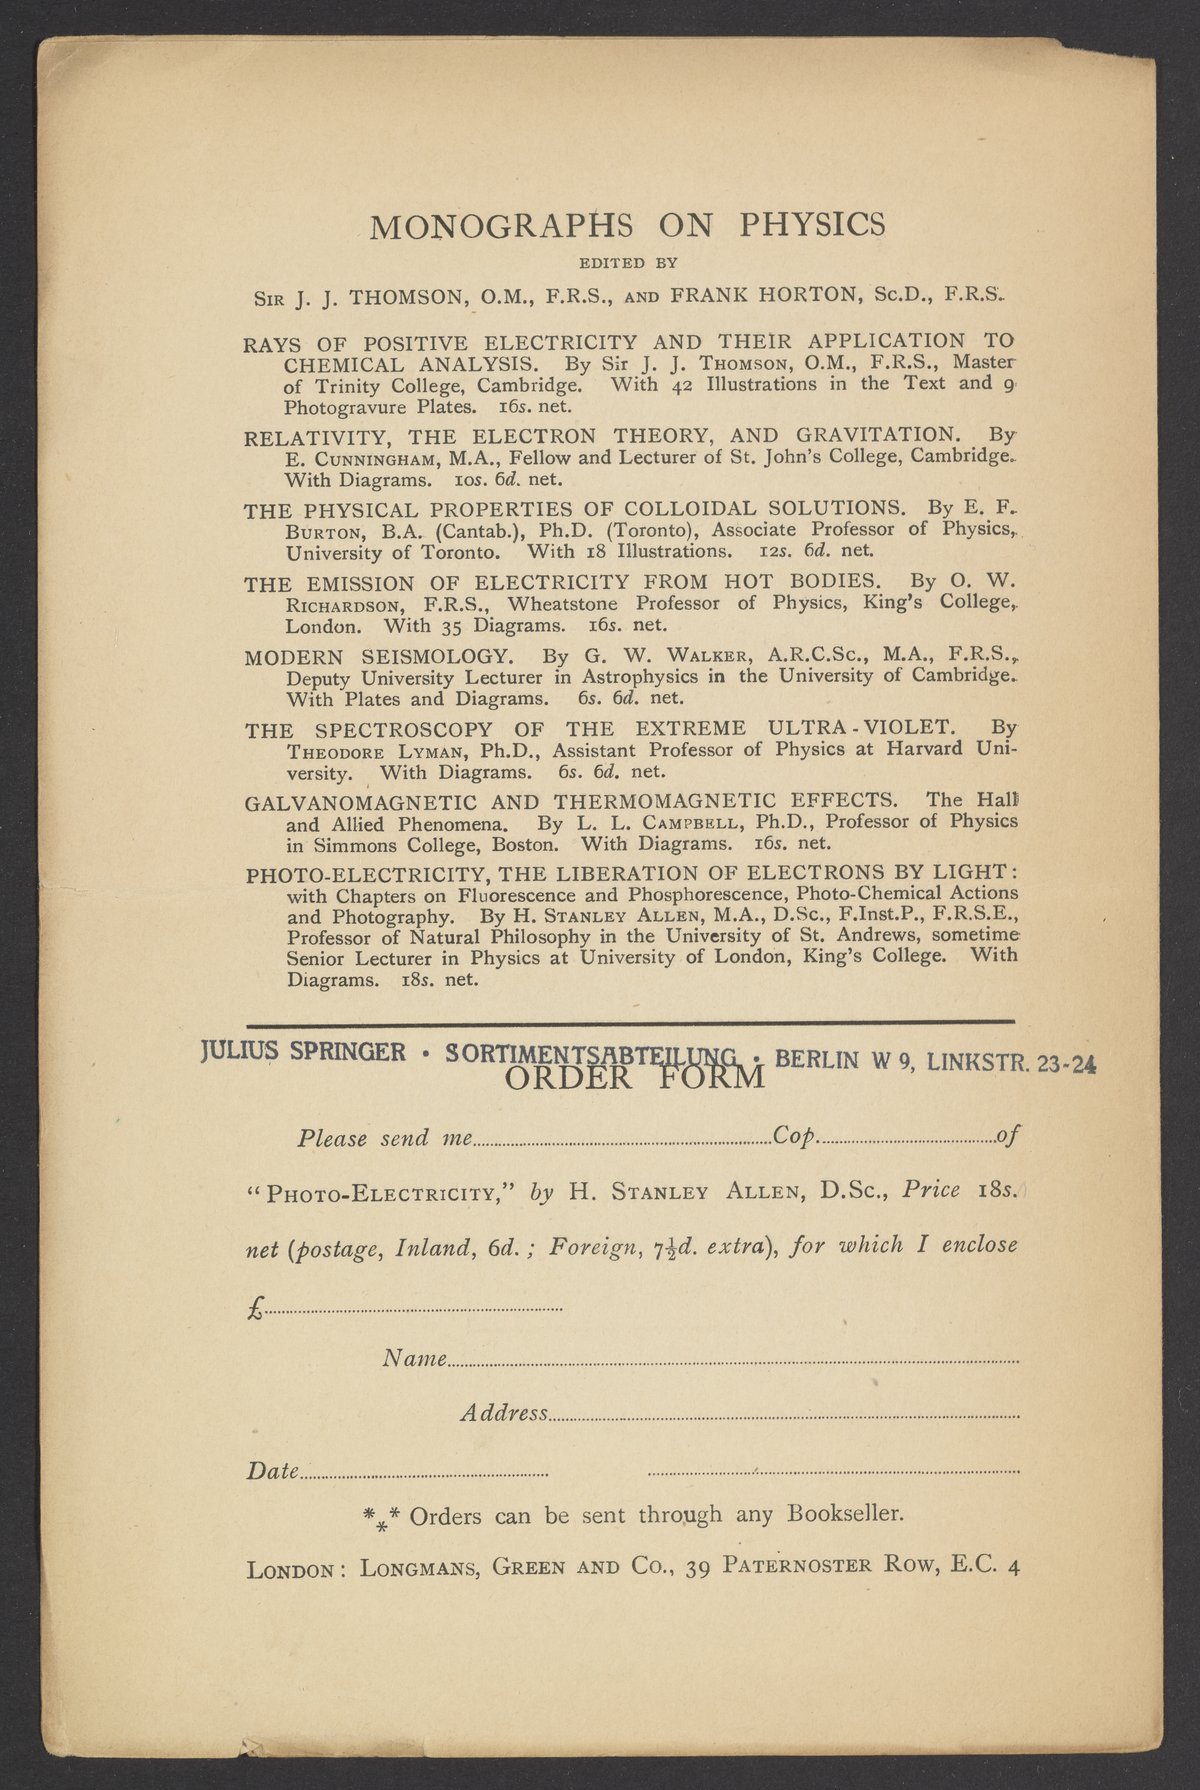 MONOGRAPHS ON PHYSICS
EDITED BY
SIR J. J. THOMSON, O.M., F.R.S., AND FRANK HORTON, Sc.D., F.R.S.
RAYS OF POSITIVE ELECTRICITY AND THEIR APPLICATION TO
CHEMICAL ANALYSIS. By Sir J. J. THOMSON, O.M., F.R.S., Master
of Trinity College, Cambridge. With 42 Illustrations in the Text and 9
Photogravure Plates. 16s. net.
RELATIVITY, THE ELECTRON THEORY, AND GRAVITATION. By
E. CUNNINGHAM, M.A., Fellow and Lecturer of St. John's College, Cambridge.
With Diagrams. 10s. 6d. net.
THE PHYSICAL PROPERTIES OF COLLOIDAL SOLUTIONS. By E. F.
BURTON, B.A. (Cantab.), Ph.D. (Toronto), Associate Professor of Physics,
University of Toronto. With 18 Illustrations. 12s. 6d. net.
THE EMISSION OF ELECTRICITY FROM HOT BODIES. By O. W.
RICHARDSON, F.R.S., Wheatstone Professor of Physics, King's College,
London. With 35 Diagrams. 16s. net.
MODERN SEISMOLOGY. By G. W. WALKER, A.R.C.Sc., M.A., F.R.S.,
Deputy University Lecturer in Astrophysics in the University of Cambridge.
With Plates and Diagrams. 6s. 6d. net.
THE SPECTROSCOPY OF THE EXTREME ULTRA-VIOLET. By
THEODORE LYMAN, Ph.D., Assistant Professor of Physics at Harvard Uni-
versity. With Diagrams. 6s. 6d. net.
GALVANOMAGNETIC AND THERMOMAGNETIC EFFECTS. The Hall
and Allied Phenomena. By L. L. CAMPBELL, Ph.D., Professor of Physics
in Simmons College, Boston. With Diagrams. 16s. net.
PHOTO-ELECTRICITY, THE LIBERATION OF ELECTRONS BY LIGHT:
with Chapters on Fluorescence and Phosphorescence, Photo-Chemical Actions
and Photography. By H. STANLEY ALLEN, M.A., D.Sc., F.Inst.P., F.R.S.E.,
Professor of Natural Philosophy in the University of St. Andrews, sometime
Senior Lecturer in Physics at University of London, King's College. With
Diagrams. 18s. net.
JULIUS SPRINGER · SORTIMENTSABTEILUNG · BERLIN W 9, LINKSTR. 23-24
ORDER FORM
Please send me.....Cop.....of
"PHOTO-ELECTRICITY," by H. STANLEY ALLEN, D.Sc., Price 18s.
net (postage, Inland, 6d.; Foreign, 7½d. extra), for which I enclose
£.....
Name.....
Address.....
Date.....
*** Orders can be sent through any Bookseller.
LONDON: LONGMANS, GREEN AND CO., 39 PATERNOSTER ROW, E.C. 4